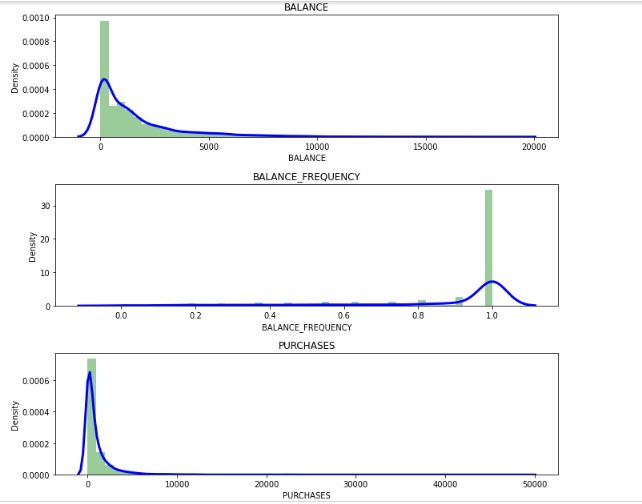 BALANCE
0.0010
0.0008
0.0006
0.0004
0.0002
0.0000
Density
0 5000 10000 15000 20000
BALANCE
BALANCE_FREQUENCY
30
20
10
0
Density
0.0 0.2 0.4 0.6 0.8 1.0
BALANCE_FREQUENCY
PURCHASES
0.0006
0.0004
0.0002
0.0000
Density
0 10000 20000 30000 40000 50000
PURCHASES